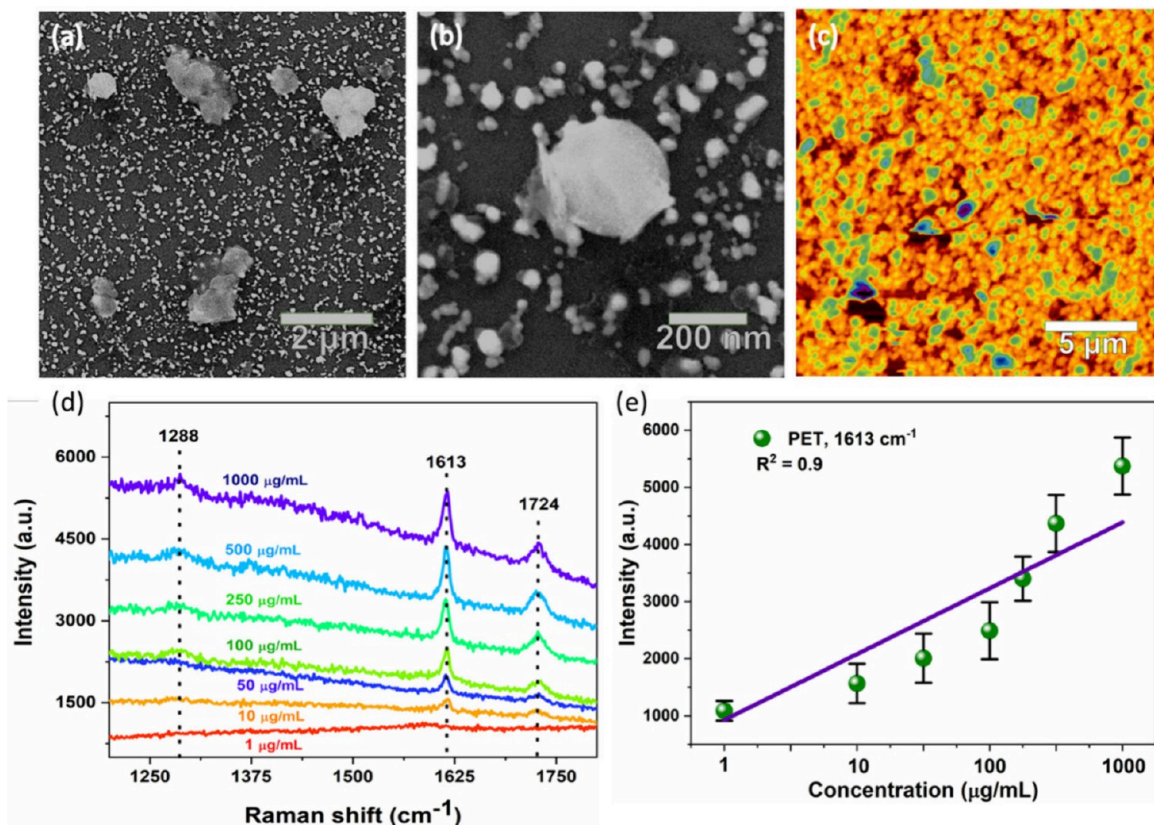 (a)
2 µm
(b)
200 nm
(c)
5 µm
(d)
1288
1613
1724
1000 µg/mL
500 µg/mL
250 µg/mL
100 µg/mL
50 µg/mL
10 µg/mL
1 µg/mL
6000
4500
3000
1500
Intensity (a.u.)
1250 1375 1500 1625 1750
Raman shift (cm⁻¹)
(e)
PET, 1613 cm⁻¹
R² = 0.9
6000
5000
4000
3000
2000
1000
Intensity (a.u.)
1 10 100 1000
Concentration (µg/mL)